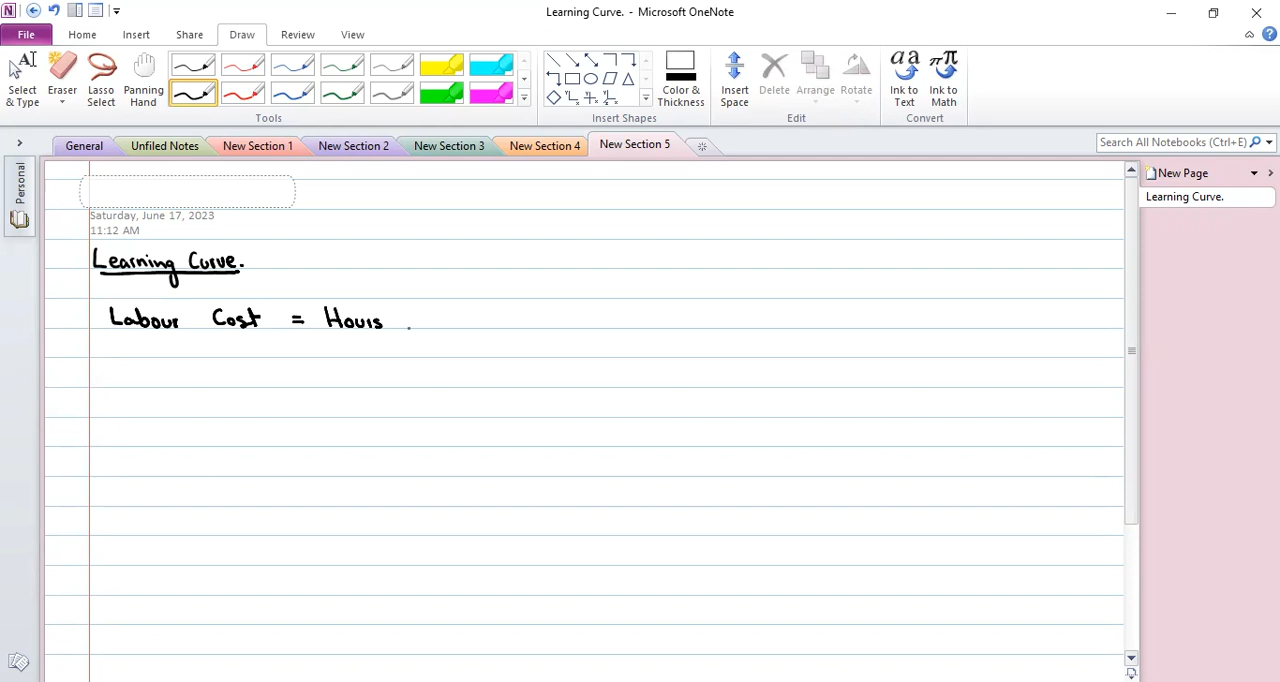 Learning Curve. - Microsoft OneNote
File Home Insert Share Draw Review View
Select & Type
Eraser
Lasso Select
Panning Hand
Color & Thickness
Insert Space
Delete
Arrange
Rotate
Ink to Text
Ink to Math
Tools
Insert Shapes
Edit
Convert
General Unfiled Notes New Section 1 New Section 2 New Section 3 New Section 4 New Section 5
Search All Notebooks (Ctrl+E)
Personal
New Page
Learning Curve.
Saturday, June 17, 2023
11:12 AM
Learning Curve.
Labour Cost = Hours .